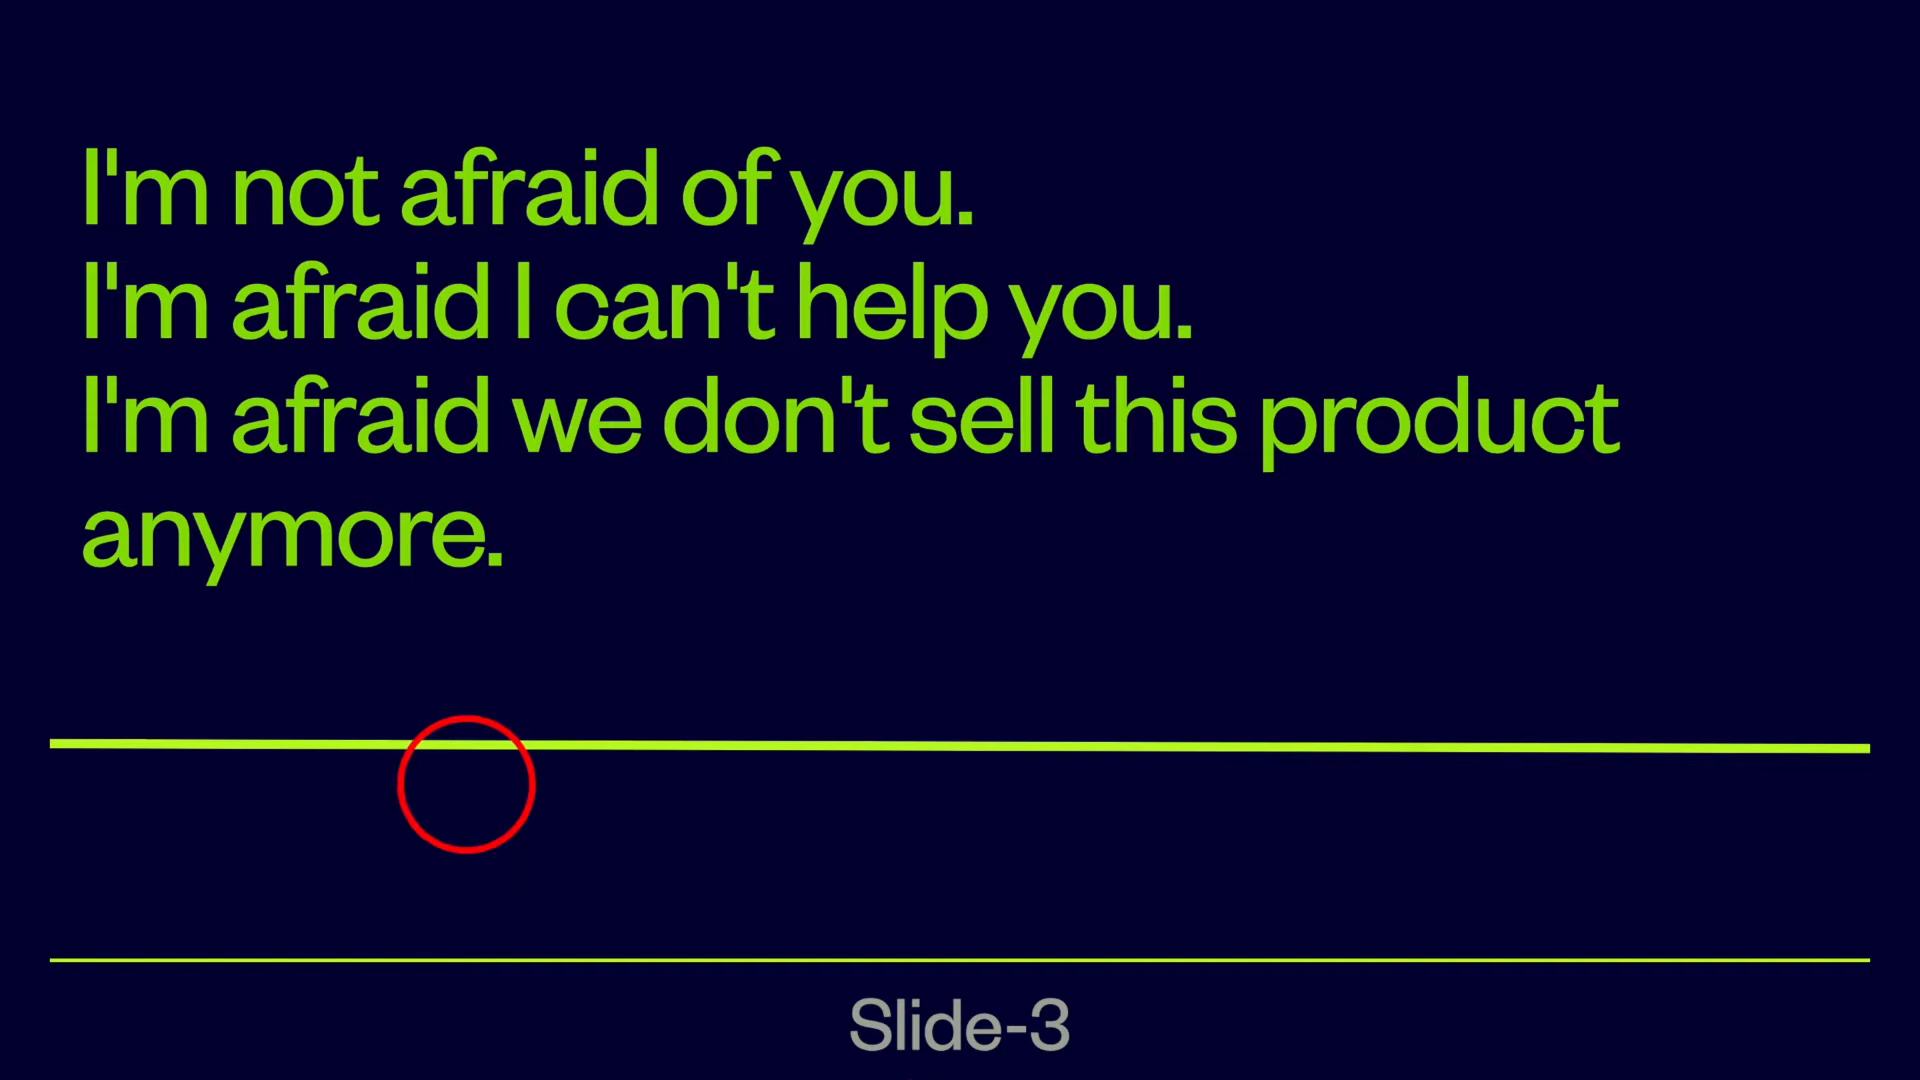 I'm not afraid of you.
I'm afraid I can't help you.
I'm afraid we don't sell this product
anymore.
Slide-3